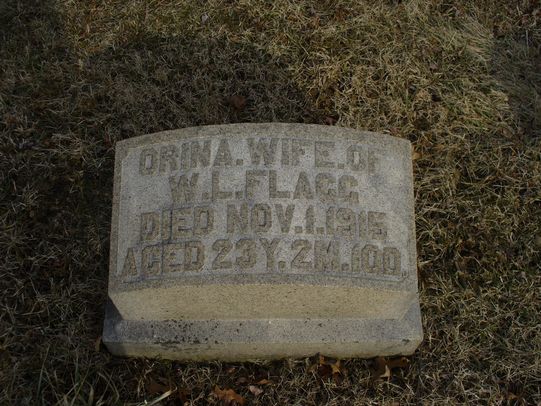 ORINA. WIFE. OF
W. L. FLAGG
DIED NOV. 1. 1915
AGED 23Y. 2M. 10D.